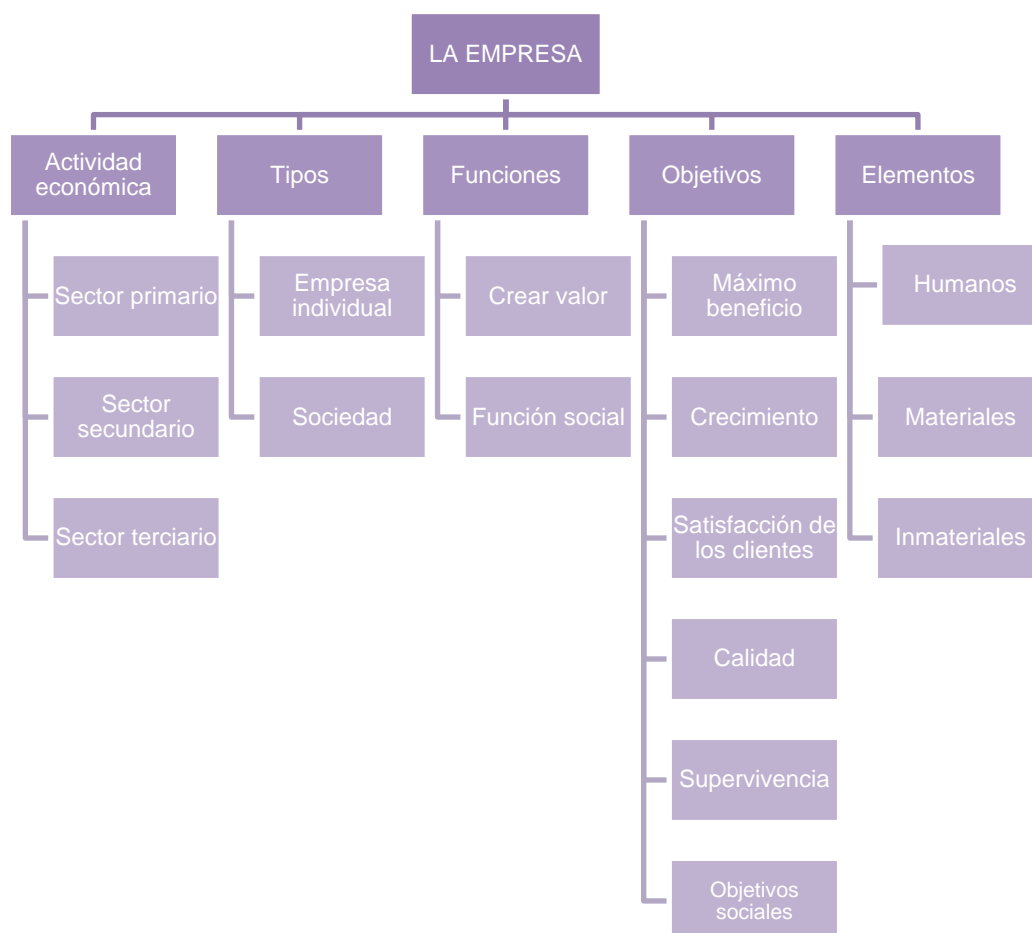 LA EMPRESA
Actividad
económica
Tipos
Funciones
Objetivos
Elementos
Sector primario
Sector
secundario
Sector terciario
Empresa
individual
Sociedad
Crear valor
Función social
Máximo
beneficio
Crecimiento
Satisfacción de
los clientes
Calidad
Supervivencia
Objetivos
sociales
Humanos
Materiales
Inmateriales